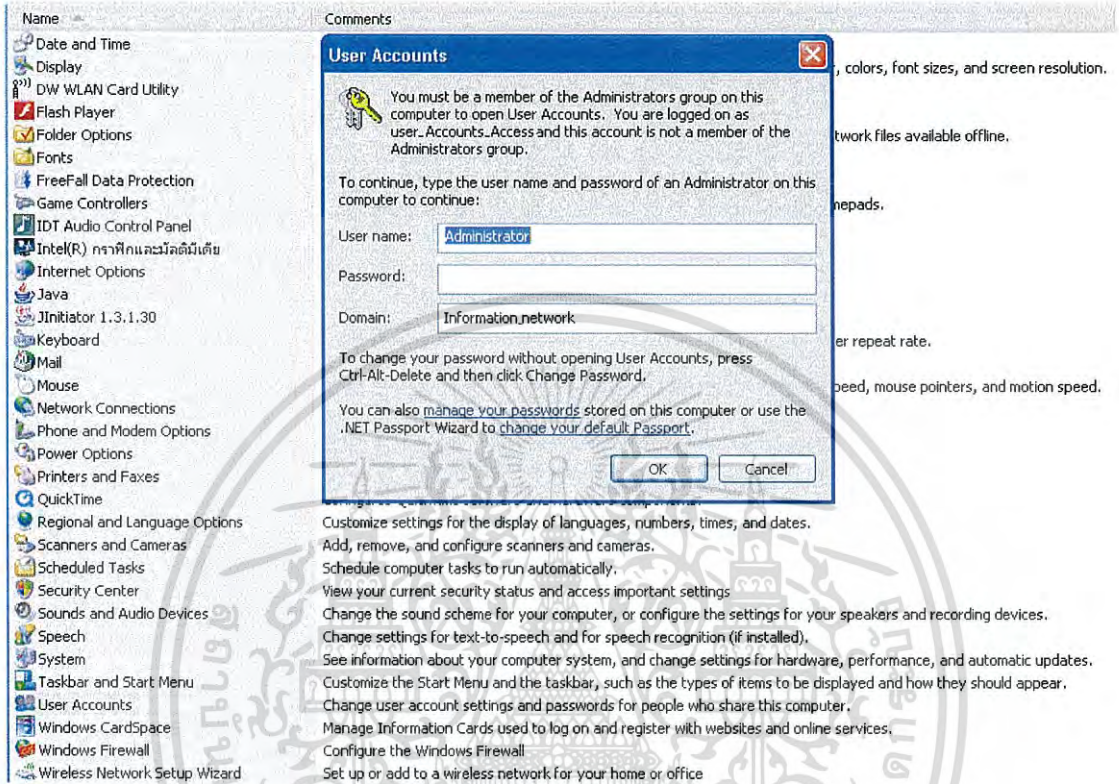 Name
Comments
Date and Time
Display
, colors, font sizes, and screen resolution.
DW WLAN Card Utility
Flash Player
Folder Options
twork files available offline.
Fonts
FreeFall Data Protection
Game Controllers
mepads.
IDT Audio Control Panel
Intel(R) กราฟิกและมัลติมีเดีย
Internet Options
Java
JInitiator 1.3.1.30
Keyboard
er repeat rate.
Mail
Mouse
peed, mouse pointers, and motion speed.
Network Connections
Phone and Modem Options
Power Options
Printers and Faxes
QuickTime
Regional and Language Options
Customize settings for the display of languages, numbers, times, and dates.
Scanners and Cameras
Add, remove, and configure scanners and cameras.
Scheduled Tasks
Schedule computer tasks to run automatically.
Security Center
View your current security status and access important settings
Sounds and Audio Devices
Change the sound scheme for your computer, or configure the settings for your speakers and recording devices.
Speech
Change settings for text-to-speech and for speech recognition (if installed).
System
See information about your computer system, and change settings for hardware, performance, and automatic updates.
Taskbar and Start Menu
Customize the Start Menu and the taskbar, such as the types of items to be displayed and how they should appear.
User Accounts
Change user account settings and passwords for people who share this computer.
Windows CardSpace
Manage Information Cards used to log on and register with websites and online services.
Windows Firewall
Configure the Windows Firewall
Wireless Network Setup Wizard
Set up or add to a wireless network for your home or office
User Accounts
You must be a member of the Administrators group on this
computer to open User Accounts. You are logged on as
user_Accounts_Access and this account is not a member of the
Administrators group.
To continue, type the user name and password of an Administrator on this
computer to continue:
User name:
Administrator
Password:
Domain:
Information_network
To change your password without opening User Accounts, press
Ctrl-Alt-Delete and then click Change Password.
You can also manage your passwords stored on this computer or use the
.NET Passport Wizard to change your default Passport.
OK
Cancel